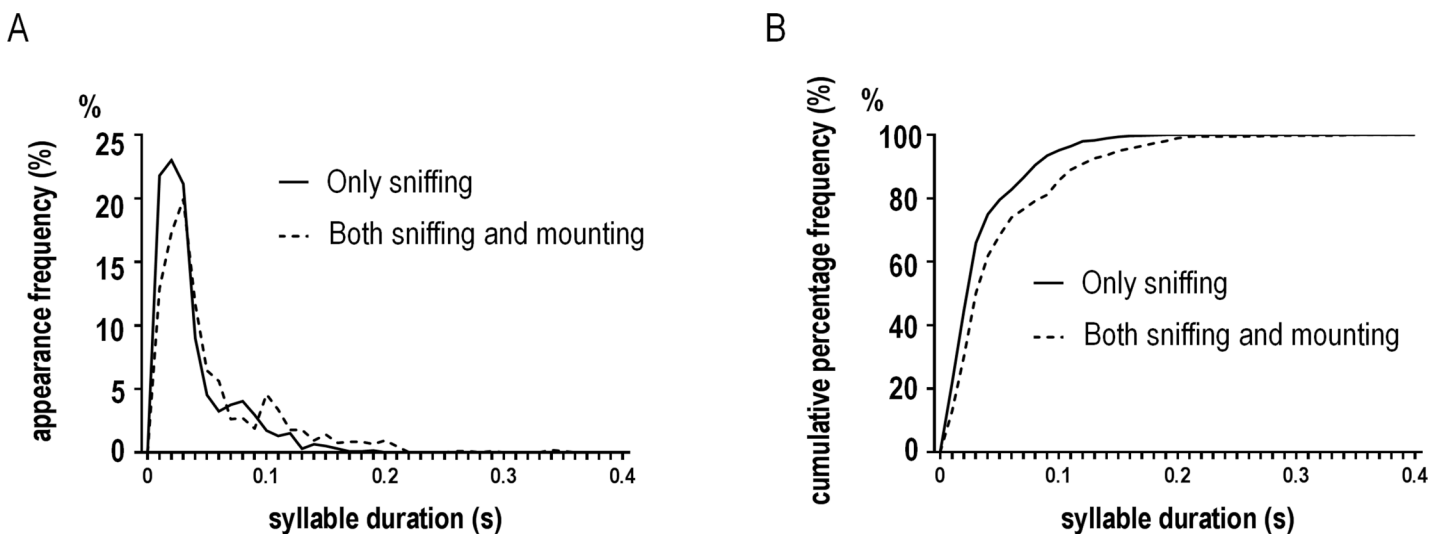 A
%
appearance frequency (%)
25
20
15
10
5
0
Only sniffing
Both sniffing and mounting
0 0.1 0.2 0.3 0.4
syllable duration (s)
B
%
cumulative percentage frequency (%)
100
80
60
40
20
0
Only sniffing
Both sniffing and mounting
0 0.1 0.2 0.3 0.4
syllable duration (s)